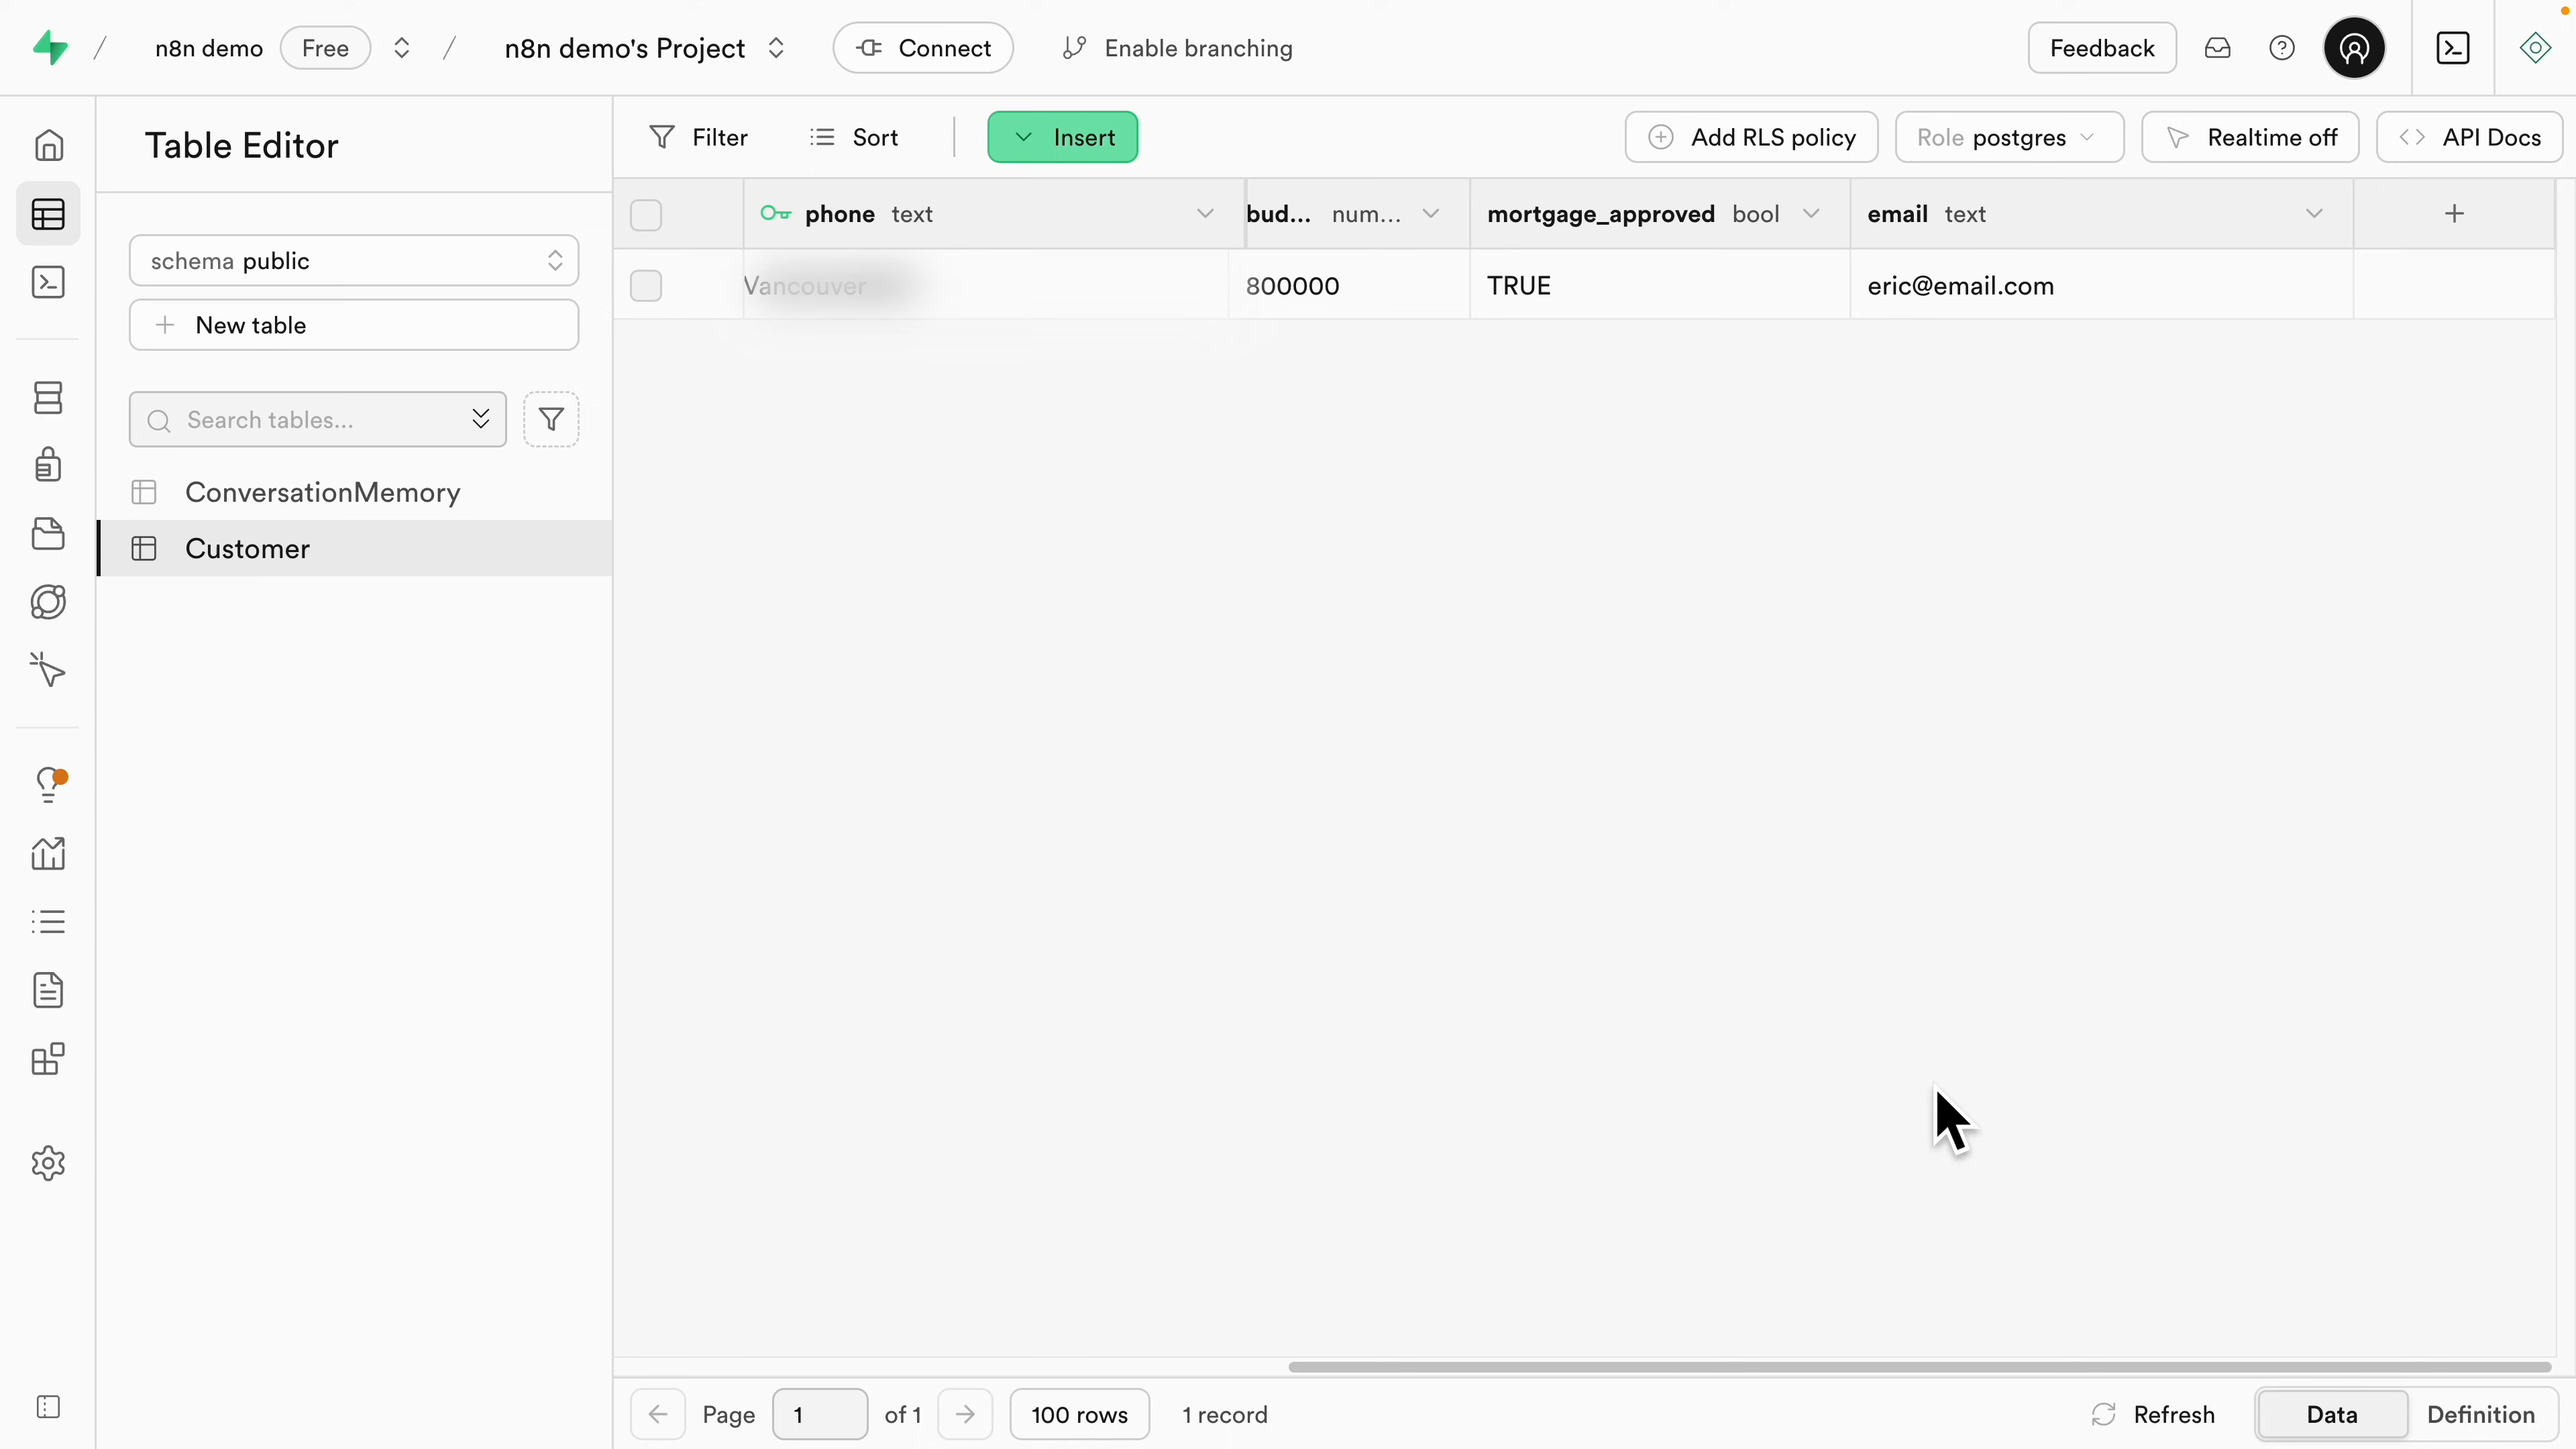 n8n demo Free n8n demo's Project Connect Enable branching Feedback
Table Editor
Filter Sort Insert Add RLS policy Role postgres Realtime off API Docs
phone text bud... num... mortgage_approved bool email text
schema public
Vancouver 800000 TRUE eric@email.com
New table
Search tables...
ConversationMemory
Customer
Page 1 of 1 100 rows 1 record Refresh Data Definition